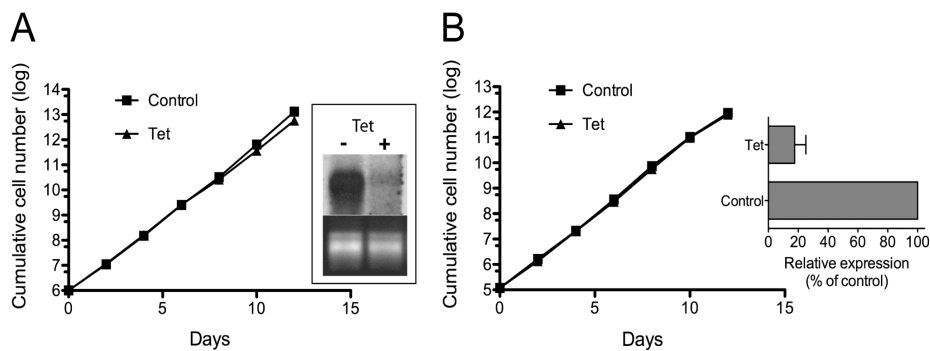 A
B
Cumulative cell number (log)
14
13
12
11
10
9
8
7
6
0
5
10
15
Days
Control
Tet
Tet
- +
Cumulative cell number (log)
13
12
11
10
9
8
7
6
5
0
5
10
15
Days
Control
Tet
Tet
Control
0 20 40 60 80 100
Relative expression
(% of control)